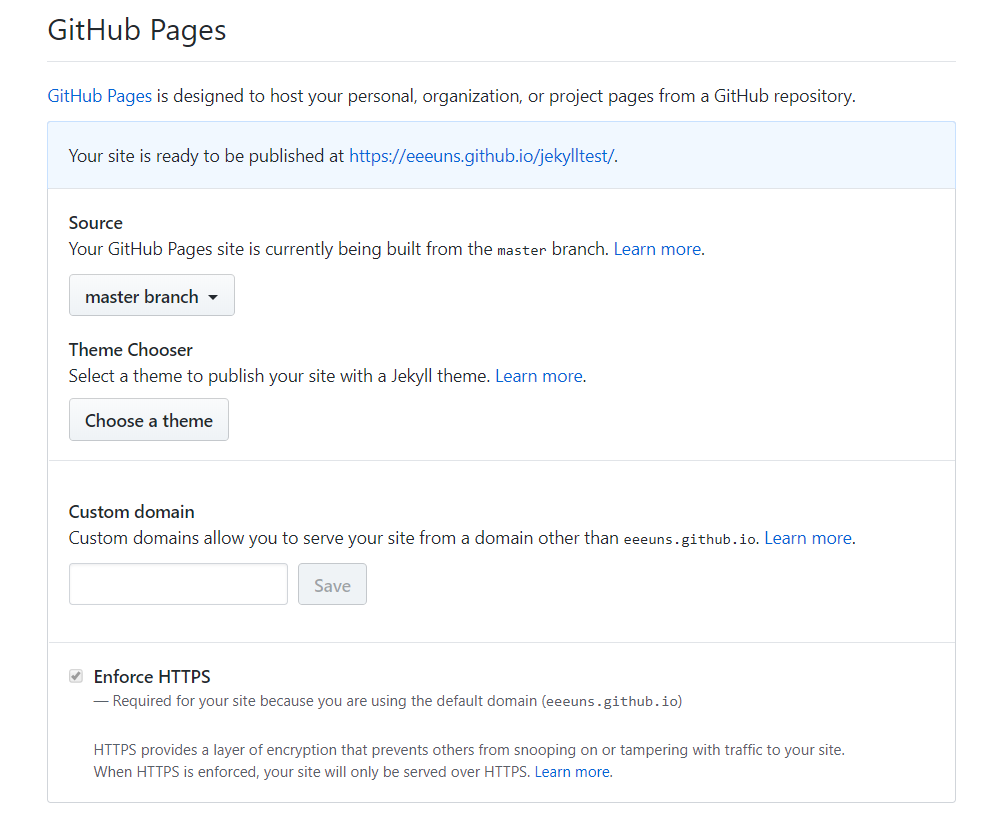 GitHub Pages
GitHub Pages is designed to host your personal, organization, or project pages from a GitHub repository.
Your site is ready to be published at https://eeeuns.github.io/jekylltest/.
Source
Your GitHub Pages site is currently being built from the master branch. Learn more.
master branch
Theme Chooser
Select a theme to publish your site with a Jekyll theme. Learn more.
Choose a theme
Custom domain
Custom domains allow you to serve your site from a domain other than eeeuns.github.io. Learn more.
Save
Enforce HTTPS
— Required for your site because you are using the default domain (eeeuns.github.io)
HTTPS provides a layer of encryption that prevents others from snooping on or tampering with traffic to your site.
When HTTPS is enforced, your site will only be served over HTTPS. Learn more.